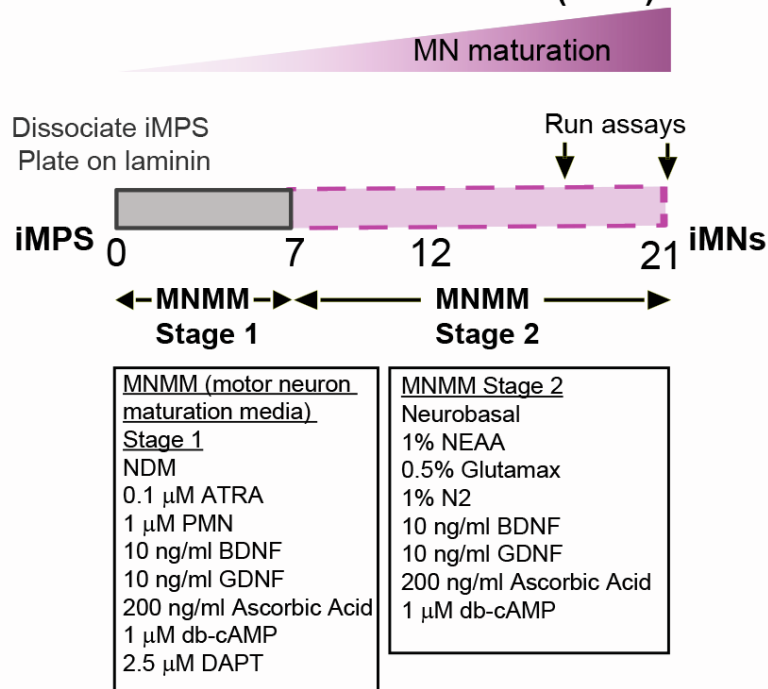 MN maturation
Dissociate iMPS
Plate on laminin
Run assays
iMPS 0 7 12 21 iMNs
MNMM
Stage 1
MNMM
Stage 2
MNMM (motor neuron
maturation media)
Stage 1
NDM
0.1 µM ATRA
1 µM PMN
10 ng/ml BDNF
10 ng/ml GDNF
200 ng/ml Ascorbic Acid
1 µM db-cAMP
2.5 µM DAPT
MNMM Stage 2
Neurobasal
1% NEAA
0.5% Glutamax
1% N2
10 ng/ml BDNF
10 ng/ml GDNF
200 ng/ml Ascorbic Acid
1 µM db-cAMP